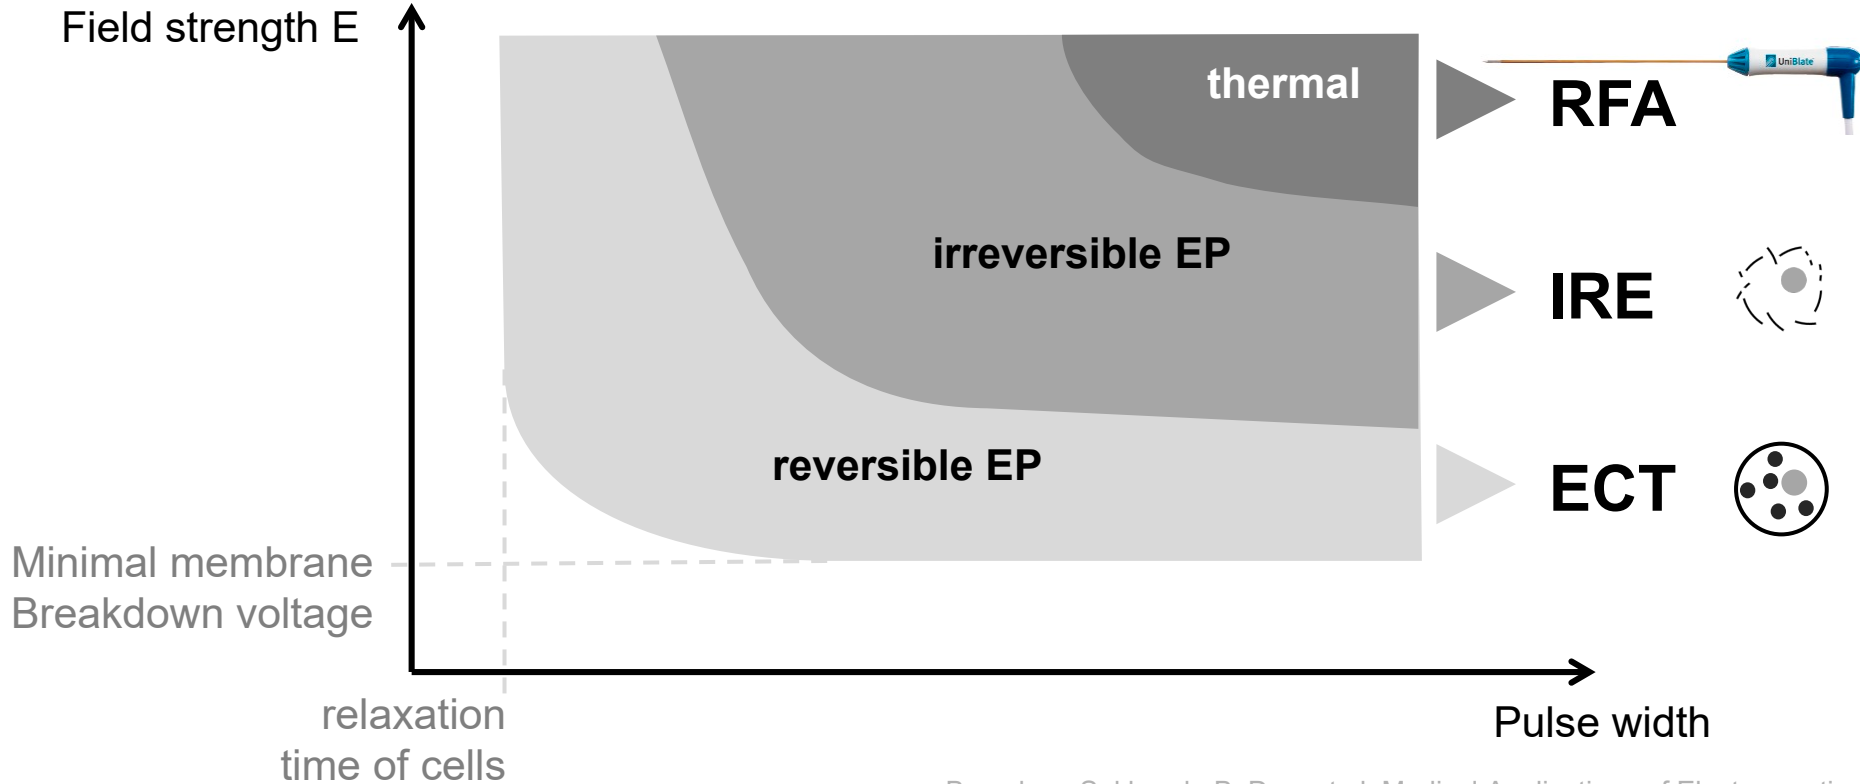 Field strength E
thermal
UniBlate
RFA
irreversible EP
IRE
reversible EP
ECT
Minimal membrane
Breakdown voltage
relaxation
time of cells
Pulse width